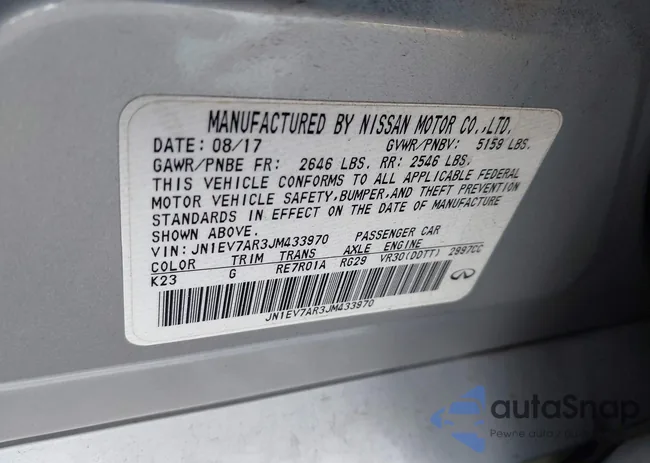 MANUFACTURED BY NISSAN MOTOR CO.,LTD.
DATE: 08/17 GVWR/PNBV: 5159 LBS.
GAWR/PNBE FR: 2646 LBS. RR: 2546 LBS.
THIS VEHICLE CONFORMS TO ALL APPLICABLE FEDERAL
MOTOR VEHICLE SAFETY,BUMPER,AND THEFT PREVENTION
STANDARDS IN EFFECT ON THE DATE OF MANUFACTURE
SHOWN ABOVE.
VIN: JN1EV7AR3JM433970 PASSENGER CAR
COLOR TRIM TRANS AXLE ENGINE
K23 G RE7R01A RG29 VR30(DDTT) 2997CC
JN1EV7AR3JM433970
autaSnap
Pewne auta